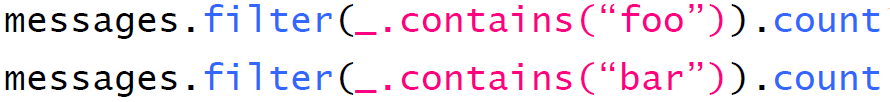 messages.filter(_.contains(“foo”)).count
messages.filter(_.contains(“bar”)).count